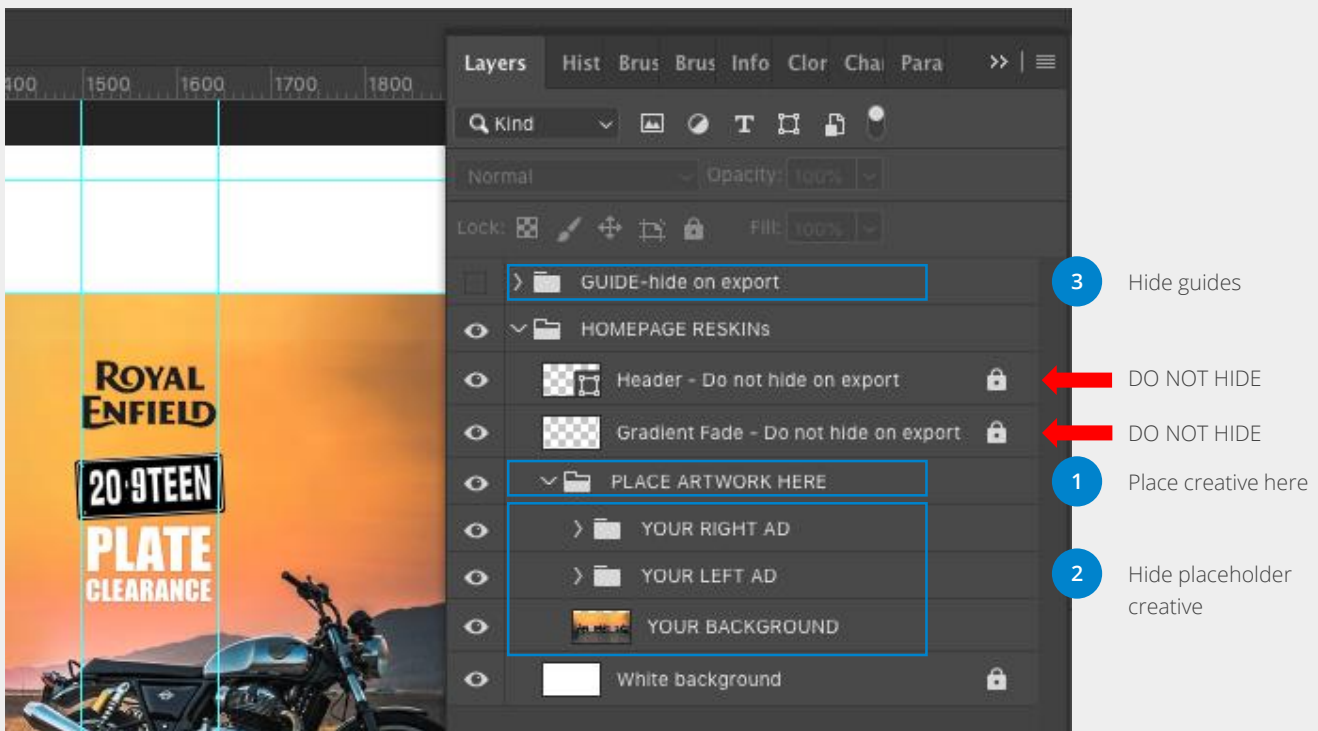 Layers Hist Brus Brus Info Clor Chai Para
400 1500 1600 1700 1800
Kind
Normal Opacity: 100%
Lock: Fill: 100%
GUIDE-hide on export
3 Hide guides
HOMEPAGE RESKINs
Header - Do not hide on export
DO NOT HIDE
Gradient Fade - Do not hide on export
DO NOT HIDE
PLACE ARTWORK HERE
1 Place creative here
YOUR RIGHT AD
YOUR LEFT AD
2 Hide placeholder
creative
YOUR BACKGROUND
White background
ROYAL
ENFIELD
20·9TEEN
PLATE
CLEARANCE